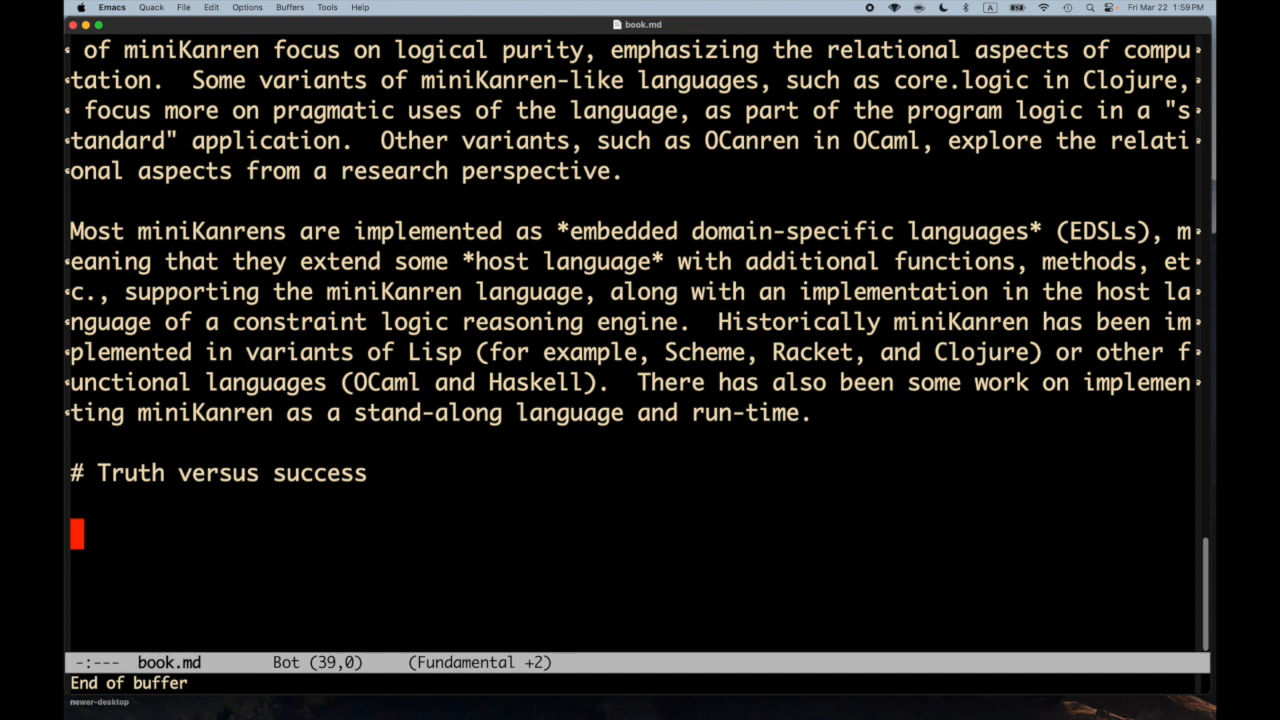 Emacs Quack File Edit Options Buffers Tools Help A Fri Mar 22 1:59 PM
book.md
of miniKanren focus on logical purity, emphasizing the relational aspects of compu
tation.  Some variants of miniKanren-like languages, such as core.logic in Clojure,
focus more on pragmatic uses of the language, as part of the program logic in a "s
tandard" application.  Other variants, such as OCanren in OCaml, explore the relati
onal aspects from a research perspective.
Most miniKanrens are implemented as *embedded domain-specific languages* (EDSLs), m
eaning that they extend some *host language* with additional functions, methods, et
c., supporting the miniKanren language, along with an implementation in the host la
nguage of a constraint logic reasoning engine.  Historically miniKanren has been im
plemented in variants of Lisp (for example, Scheme, Racket, and Clojure) or other f
unctional languages (OCaml and Haskell).  There has also been some work on implemen
ting miniKanren as a stand-along language and run-time.
# Truth versus success
-:--- book.md Bot (39,0) (Fundamental +2)
End of buffer
newer-desktop